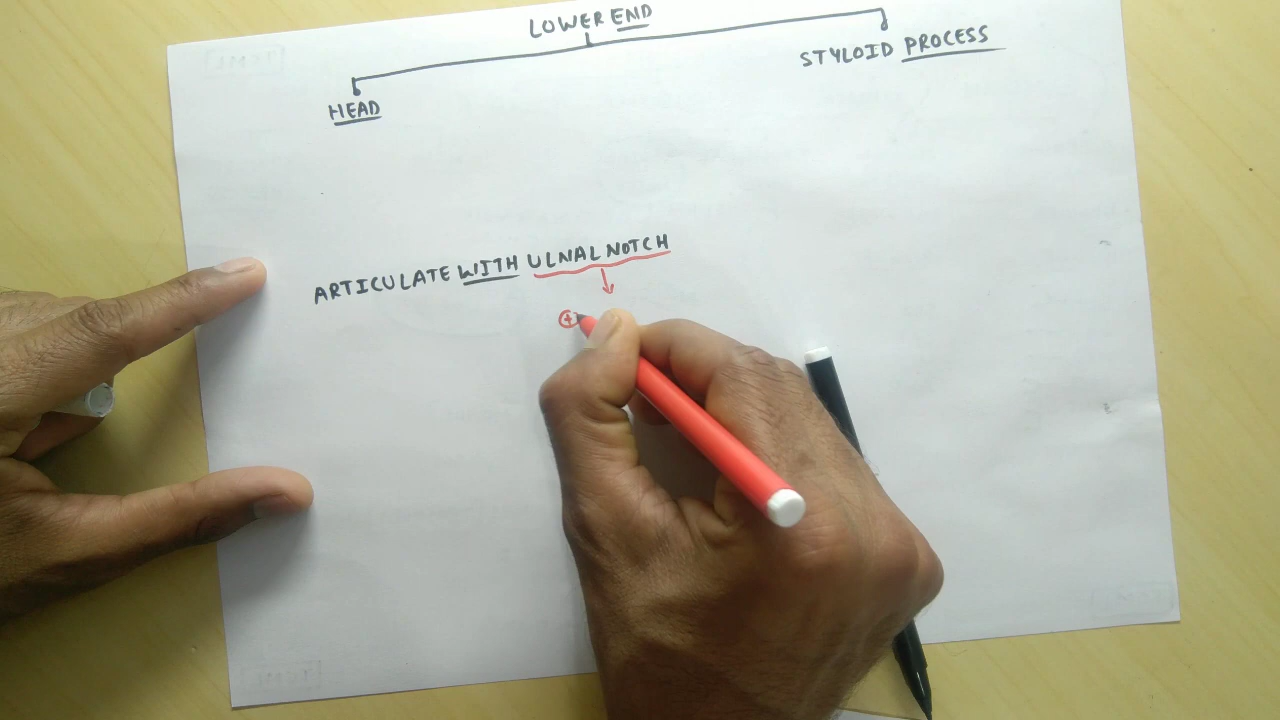 LOWER END
STYLOID PROCESS
HEAD
ARTICULATE WITH ULNAL NOTCH